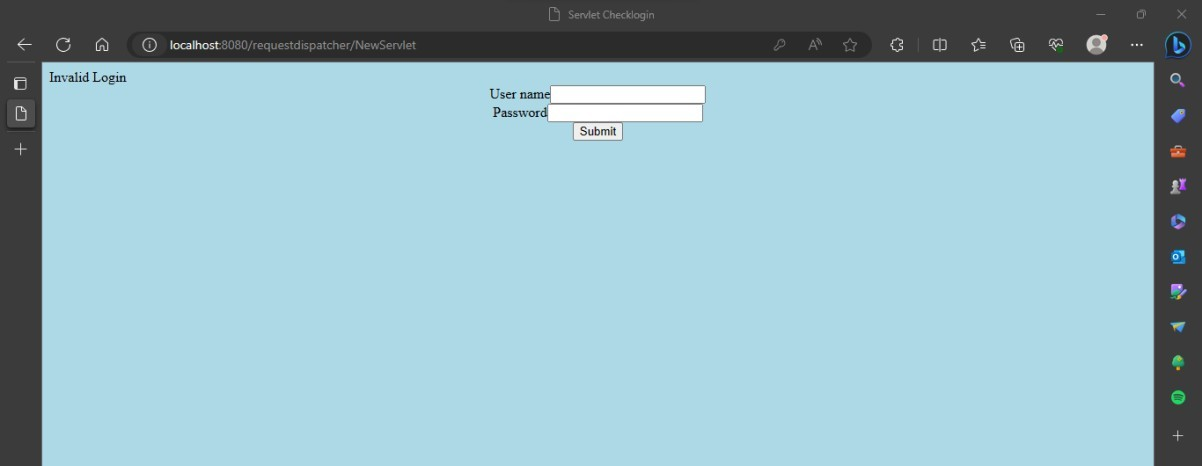 Servlet Checklogin
localhost:8080/requestdispatcher/NewServlet
Invalid Login
User name
Password
Submit